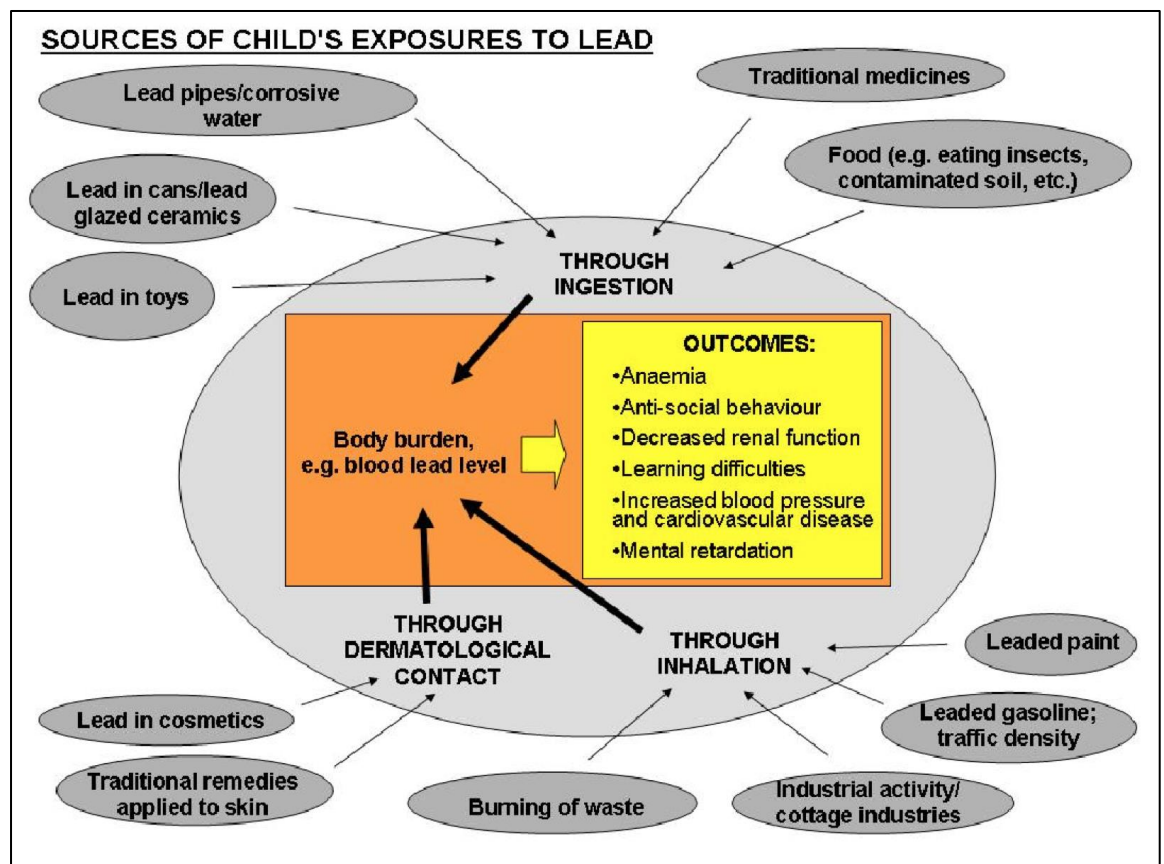 SOURCES OF CHILD'S EXPOSURES TO LEAD
Lead pipes/corrosive
water
Traditional medicines
Food (e.g. eating insects,
contaminated soil, etc.)
Lead in cans/lead
glazed ceramics
Lead in toys
THROUGH
INGESTION
OUTCOMES:
•Anaemia
•Anti-social behaviour
•Decreased renal function
•Learning difficulties
•Increased blood pressure
and cardiovascular disease
•Mental retardation
Body burden,
e.g. blood lead level
THROUGH
DERMATOLOGICAL
CONTACT
THROUGH
INHALATION
Leaded paint
Lead in cosmetics
Leaded gasoline;
traffic density
Traditional remedies
applied to skin
Burning of waste
Industrial activity/
cottage industries